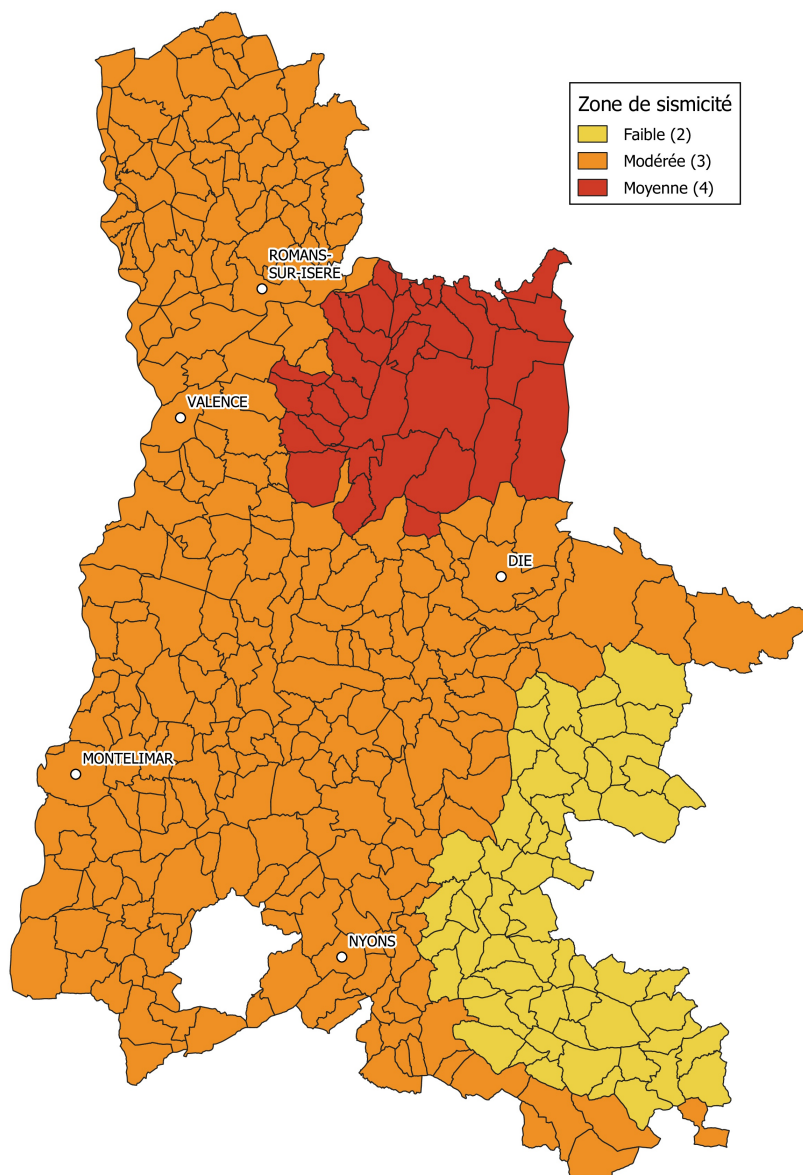 Zone de sismicité
Faible (2)
Modérée (3)
Moyenne (4)
ROMANS-
SUR-ISERE
VALENCE
DIE
MONTELIMAR
NYONS